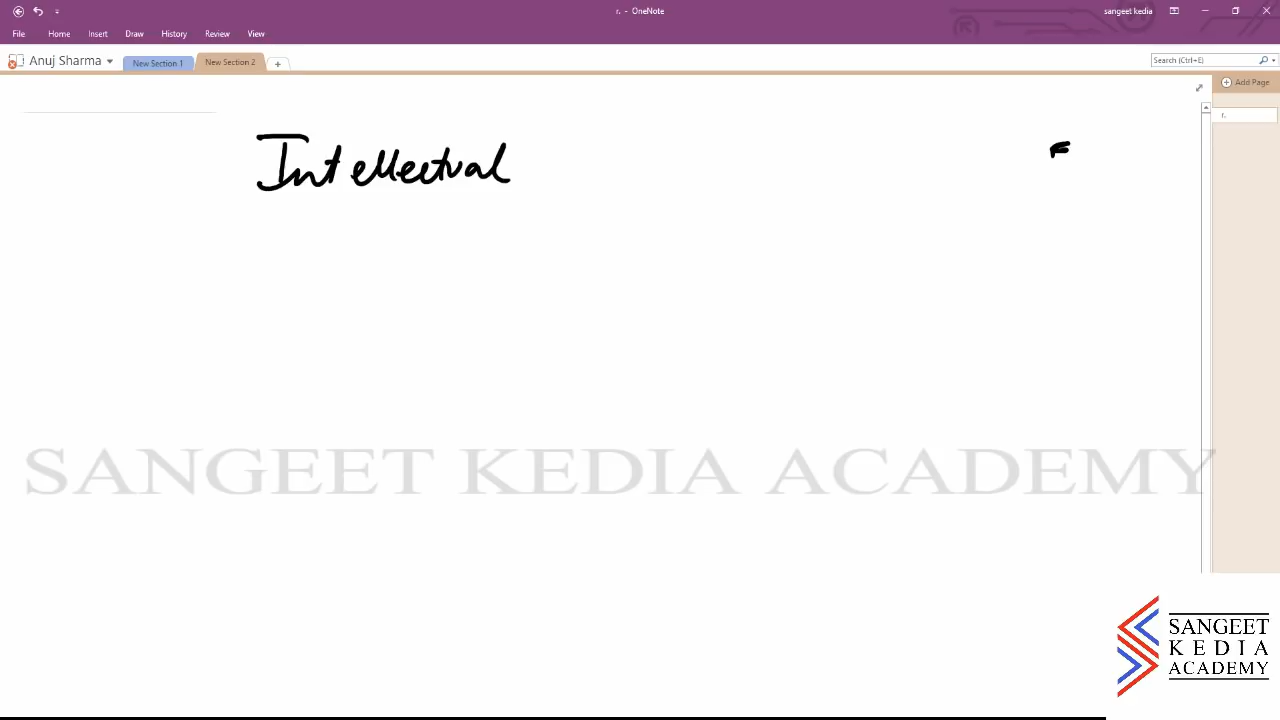 r. - OneNote
sangeet kedia
File Home Insert Draw History Review View
Anuj Sharma New Section 1 New Section 2 +
Search (Ctrl+E)
Add Page
r.
Intellectual
SANGEET KEDIA ACADEMY
SANGEET
KEDIA
ACADEMY